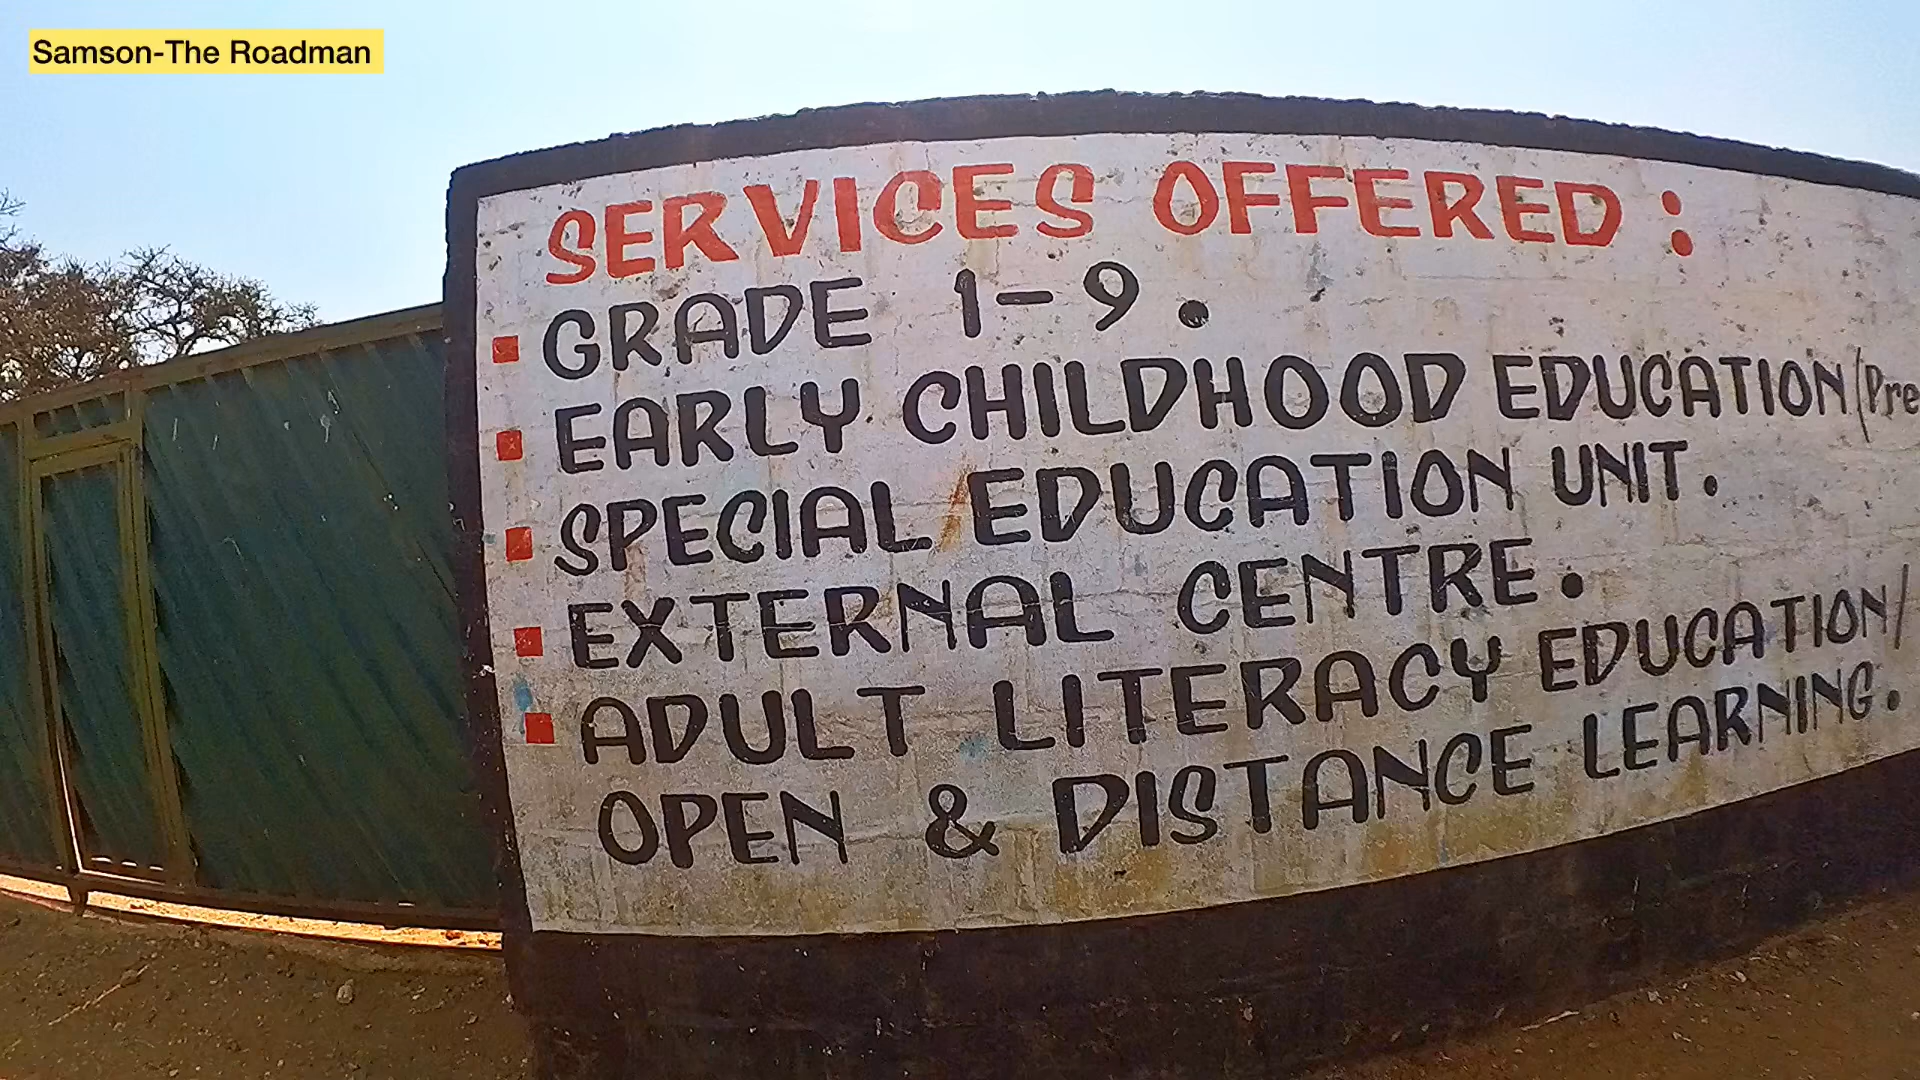 Samson-The Roadman
SERVICES OFFERED:
GRADE 1-9.
EARLY CHILDHOOD EDUCATION/Pre
SPECIAL EDUCATION UNIT.
EXTERNAL CENTRE.
ADULT LITERACY EDUCATION/
OPEN & DISTANCE LEARNING.